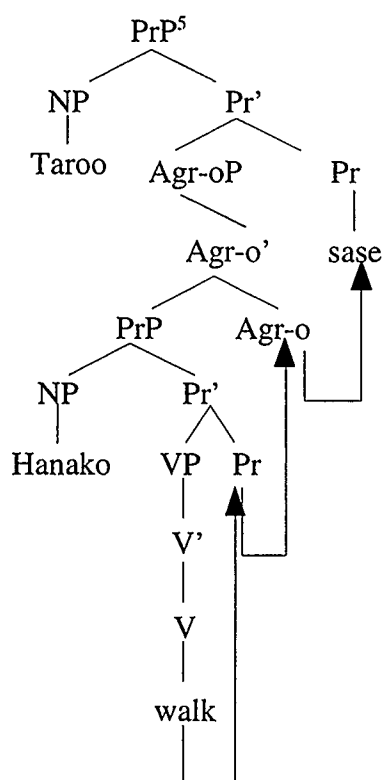 PrP⁵
NP Pr’
Taroo Agr-oP Pr
Agr-o’ sase
PrP Agr-o
NP Pr’
Hanako VP Pr
V’
V
walk